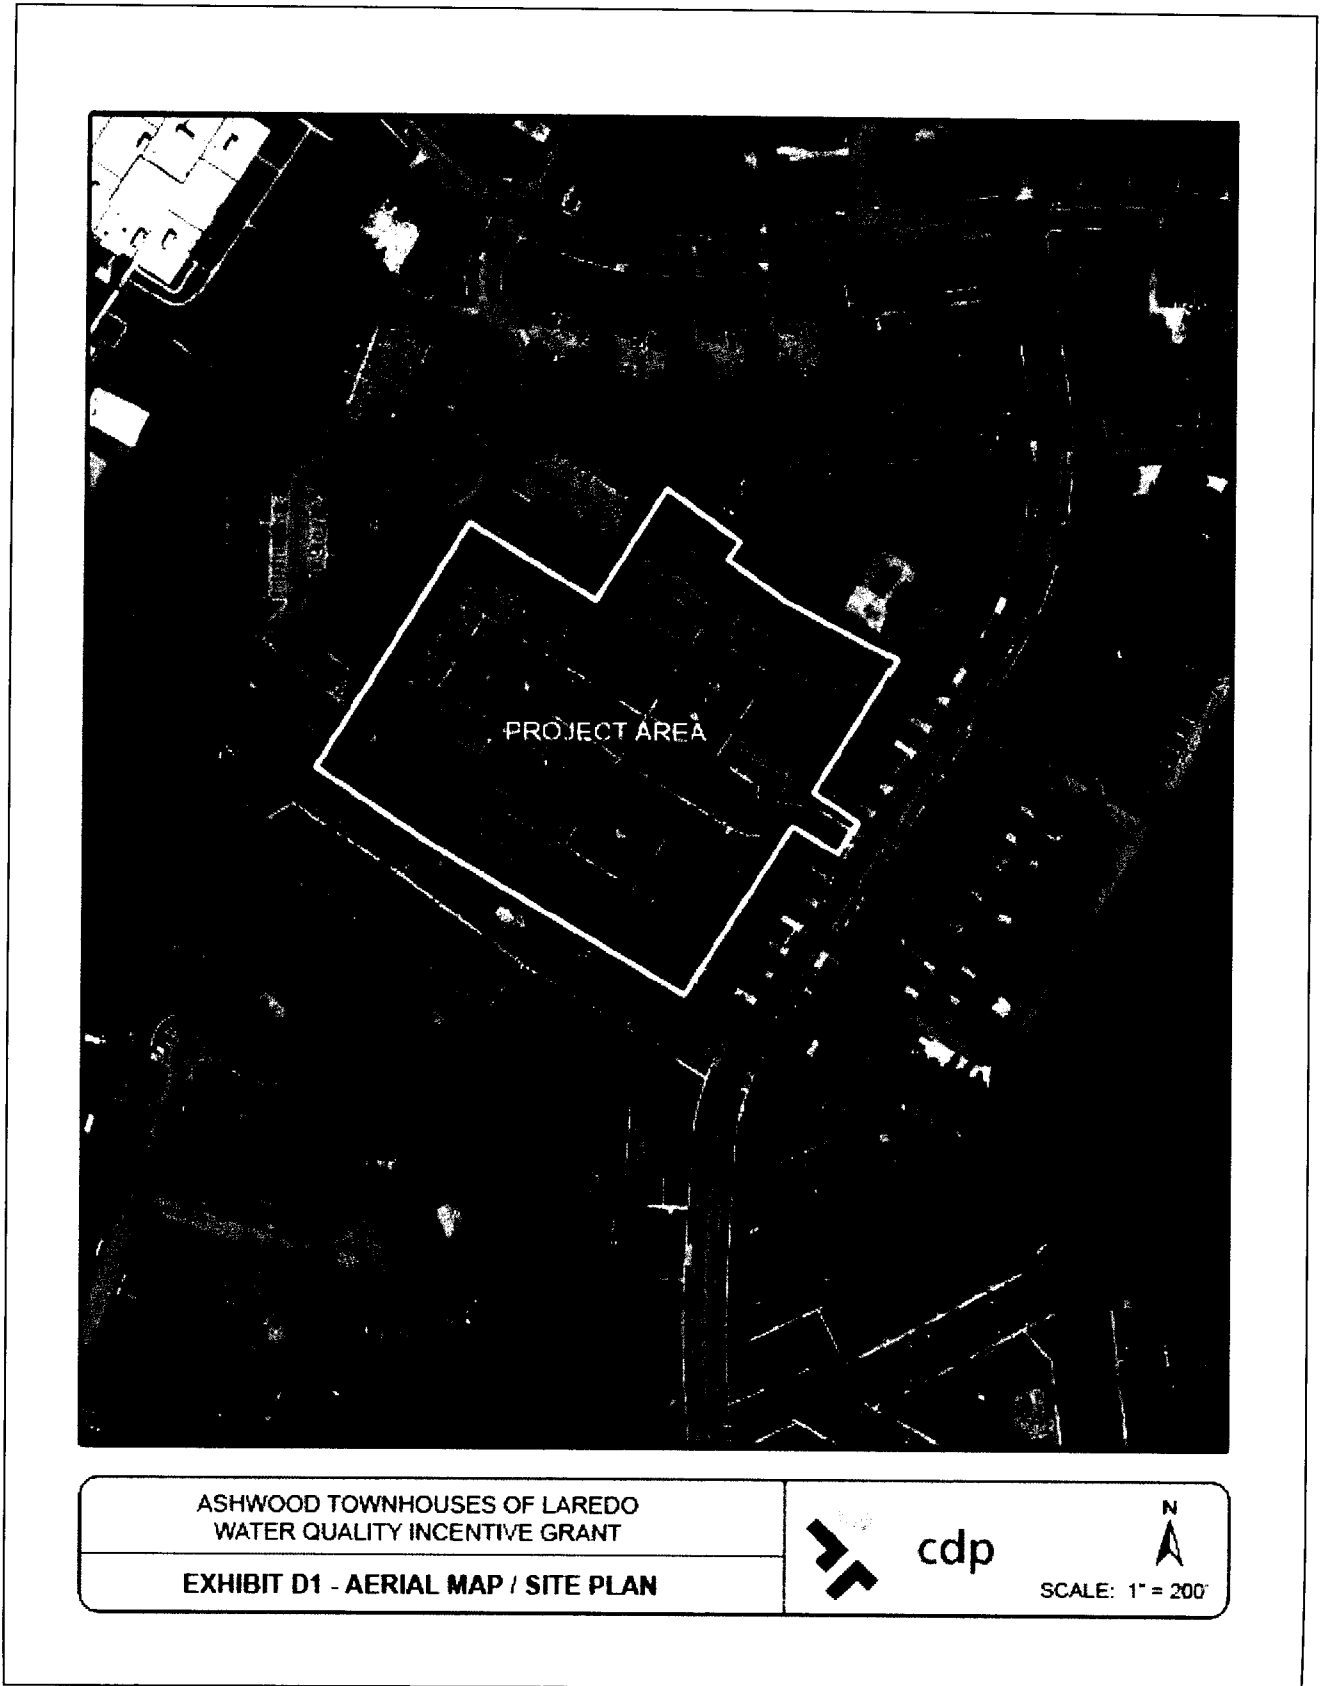 PROJECT AREA
ASHWOOD TOWNHOUSES OF LAREDO
WATER QUALITY INCENTIVE GRANT
EXHIBIT D1 - AERIAL MAP / SITE PLAN
cdp
N
SCALE: 1" = 200'